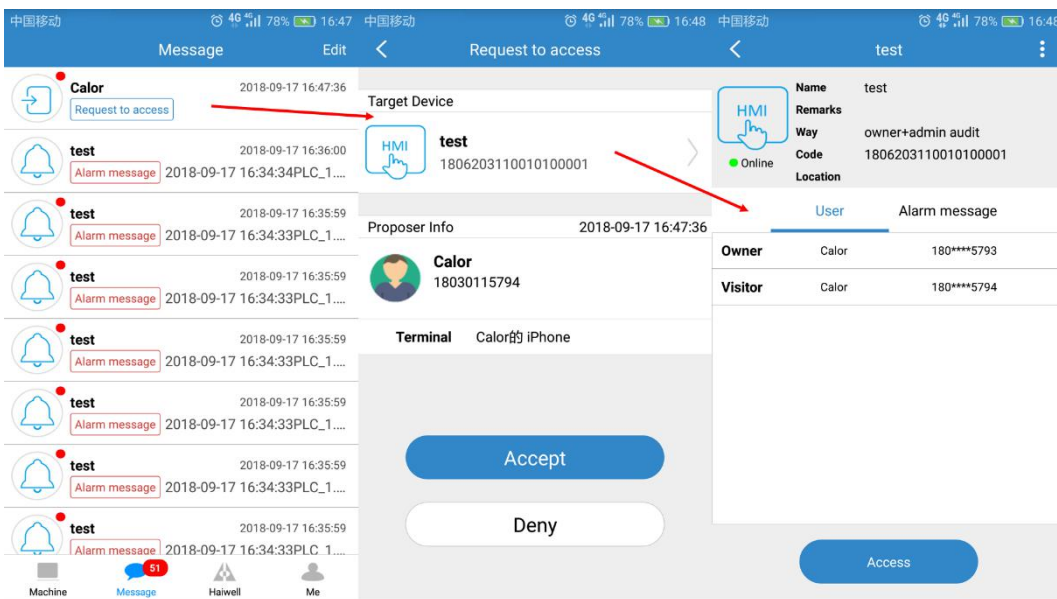 中国移动 4G 78% 16:47
Message Edit
Calor 2018-09-17 16:47:36
Request to access
test 2018-09-17 16:36:00
Alarm message 2018-09-17 16:34:34PLC_1....
test 2018-09-17 16:35:59
Alarm message 2018-09-17 16:34:33PLC_1....
test 2018-09-17 16:35:59
Alarm message 2018-09-17 16:34:33PLC_1....
test 2018-09-17 16:35:59
Alarm message 2018-09-17 16:34:33PLC_1....
test 2018-09-17 16:35:59
Alarm message 2018-09-17 16:34:33PLC_1....
test 2018-09-17 16:35:59
Alarm message 2018-09-17 16:34:33PLC_1....
test 2018-09-17 16:35:59
Alarm message 2018-09-17 16:34:33PLC_1....
51
Machine Message Haiwell Me
中国移动 4G 78% 16:48
Request to access
Target Device
HMI
test
1806203110010100001
Proposer Info 2018-09-17 16:47:36
Calor
18030115794
Terminal Calor的 iPhone
Accept
Deny
中国移动 4G 78% 16:48
test
HMI
Online
Name test
Remarks
Way owner+admin audit
Code 1806203110010100001
Location
User Alarm message
Owner Calor 180****5793
Visitor Calor 180****5794
Access